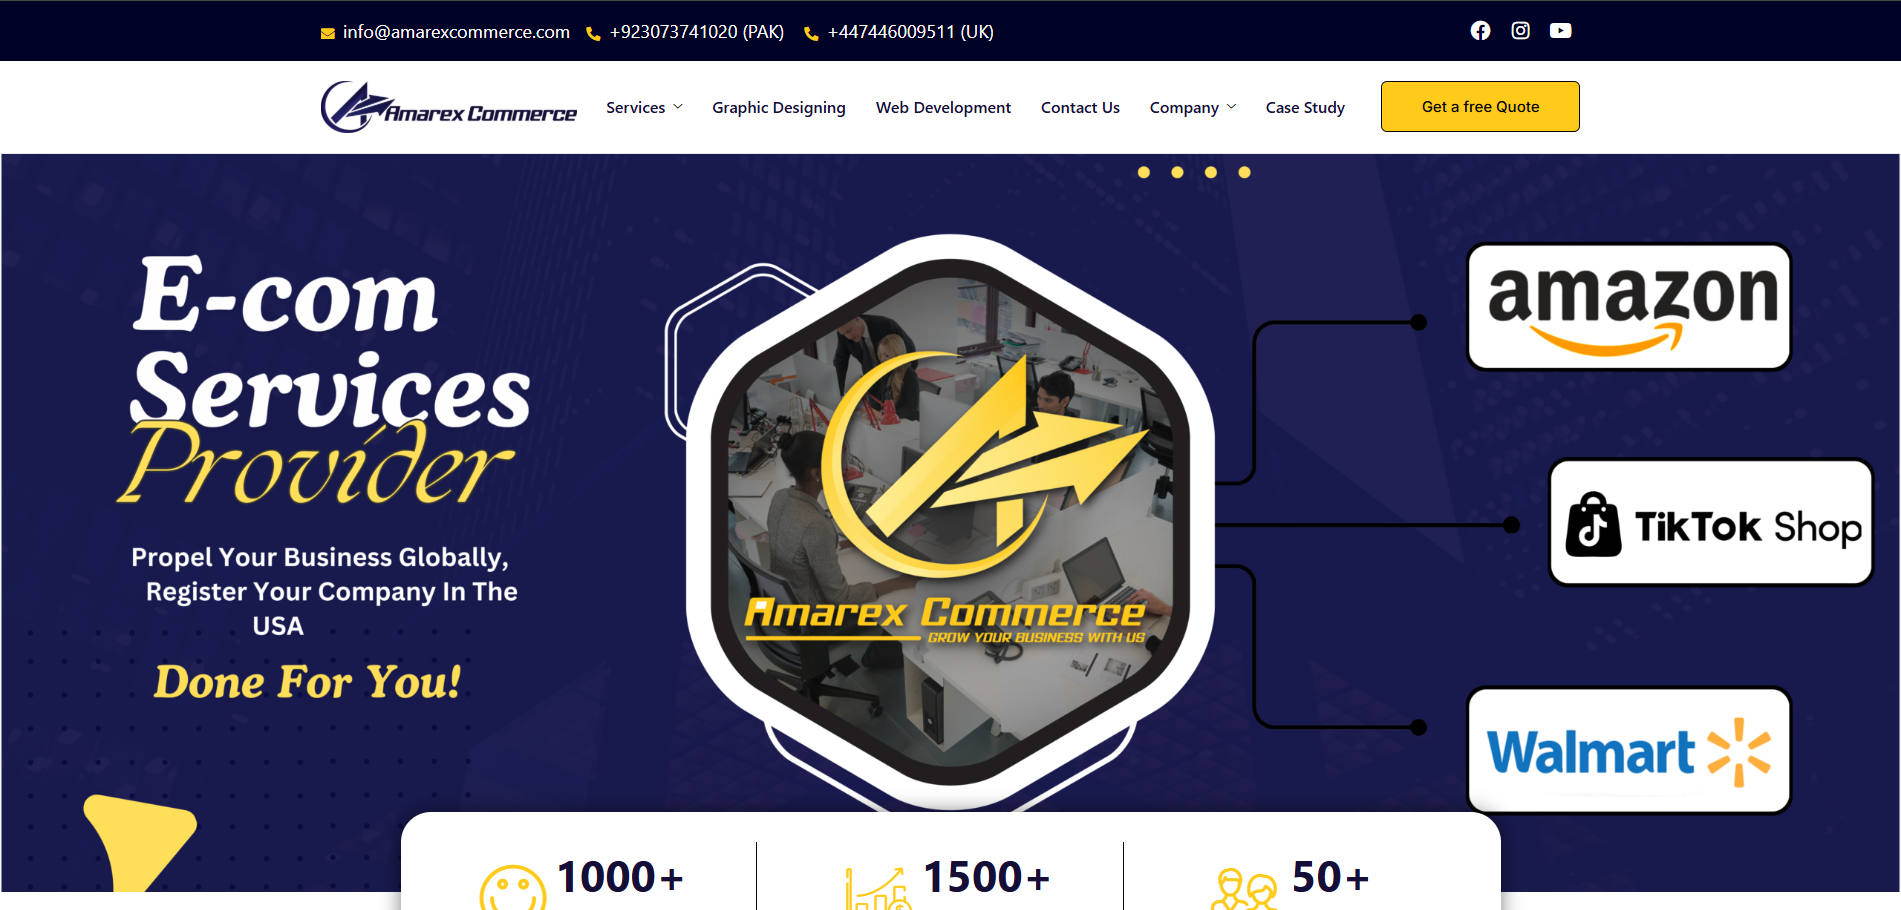 info@amarexcommerce.com +923073741020 (PAK) +447446009511 (UK)
Amarex Commerce Services Graphic Designing Web Development Contact Us Company Case Study Get a free Quote
E-com
Services
Provider
Propel Your Business Globally,
Register Your Company In The
USA
Done For You!
Amarex Commerce
GROW YOUR BUSINESS WITH US
amazon
TikTok Shop
Walmart
1000+ 1500+ 50+